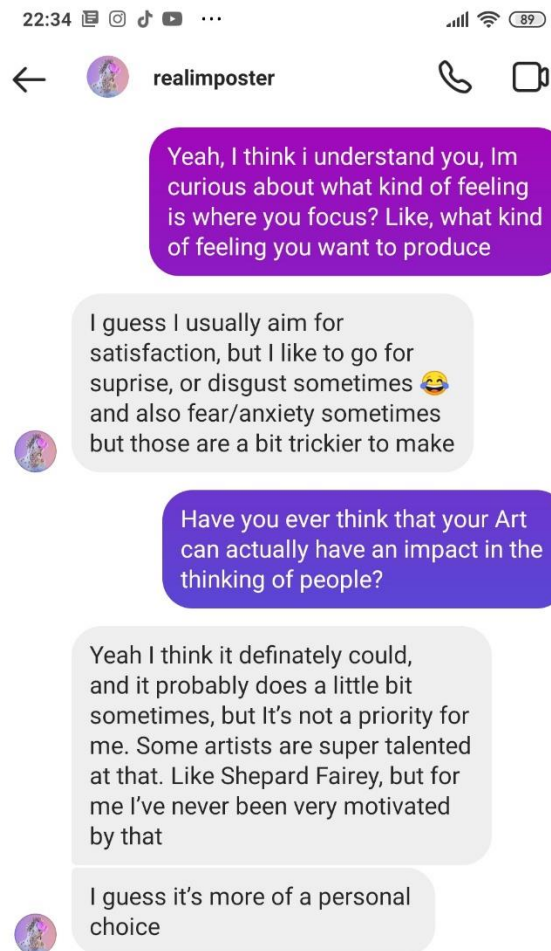 22:34 ...
89
realimposter
Yeah, I think i understand you, Im
curious about what kind of feeling
is where you focus? Like, what kind
of feeling you want to produce
I guess I usually aim for
satisfaction, but I like to go for
suprise, or disgust sometimes 😂
and also fear/anxiety sometimes
but those are a bit trickier to make
Have you ever think that your Art
can actually have an impact in the
thinking of people?
Yeah I think it definately could,
and it probably does a little bit
sometimes, but It's not a priority for
me. Some artists are super talented
at that. Like Shepard Fairey, but for
me I've never been very motivated
by that
I guess it's more of a personal
choice